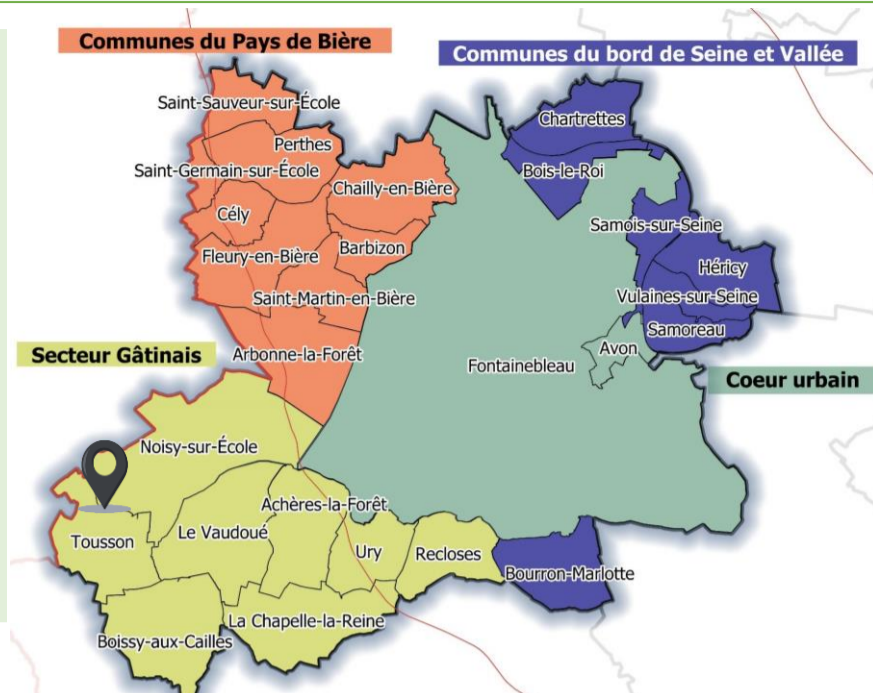 Communes du Pays de Bière
Communes du bord de Seine et Vallée
Saint-Sauveur-sur-École
Chartrettes
Perthes
Saint-Germain-sur-École
Bois-le-Roi
Chailly-en-Bière
Cély
Samois-sur-Seine
Barbizon
Fleury-en-Bière
Héricy
Saint-Martin-en-Bière
Vulaines-sur-Seine
Samoreau
Secteur Gâtinais
Arbonne-la-Forêt
Avon
Fontainebleau
Coeur urbain
Noisy-sur-École
Achères-la-Forêt
Le Vaudoué
Tousson
Ury
Recloses
Bourron-Marlotte
La Chapelle-la-Reine
Boissy-aux-Cailles